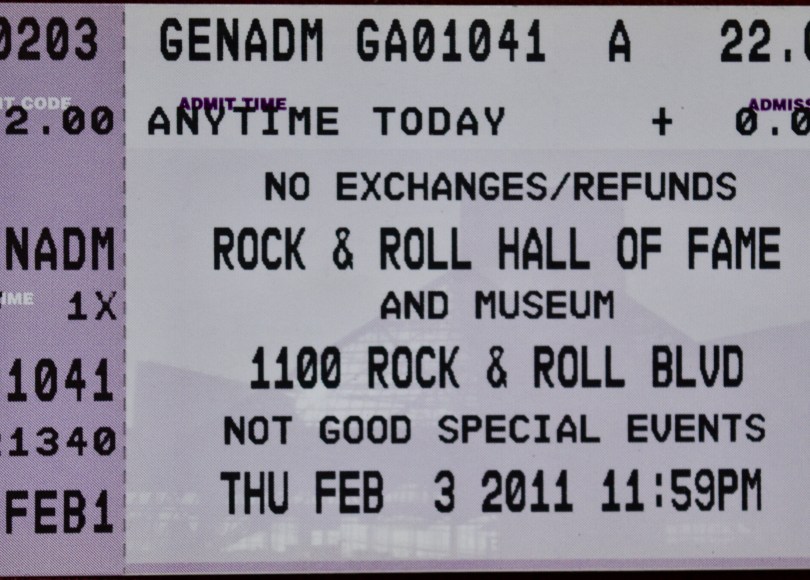 0203
IT CODE
2.00
NADM
IME
1X
1041
1340
FEB1
GENADM GA01041 A 22.0
ADMIT TIME ADMISS
ANYTIME TODAY + 0.0
NO EXCHANGES/REFUNDS
ROCK & ROLL HALL OF FAME
AND MUSEUM
1100 ROCK & ROLL BLVD
NOT GOOD SPECIAL EVENTS
THU FEB 3 2011 11:59PM